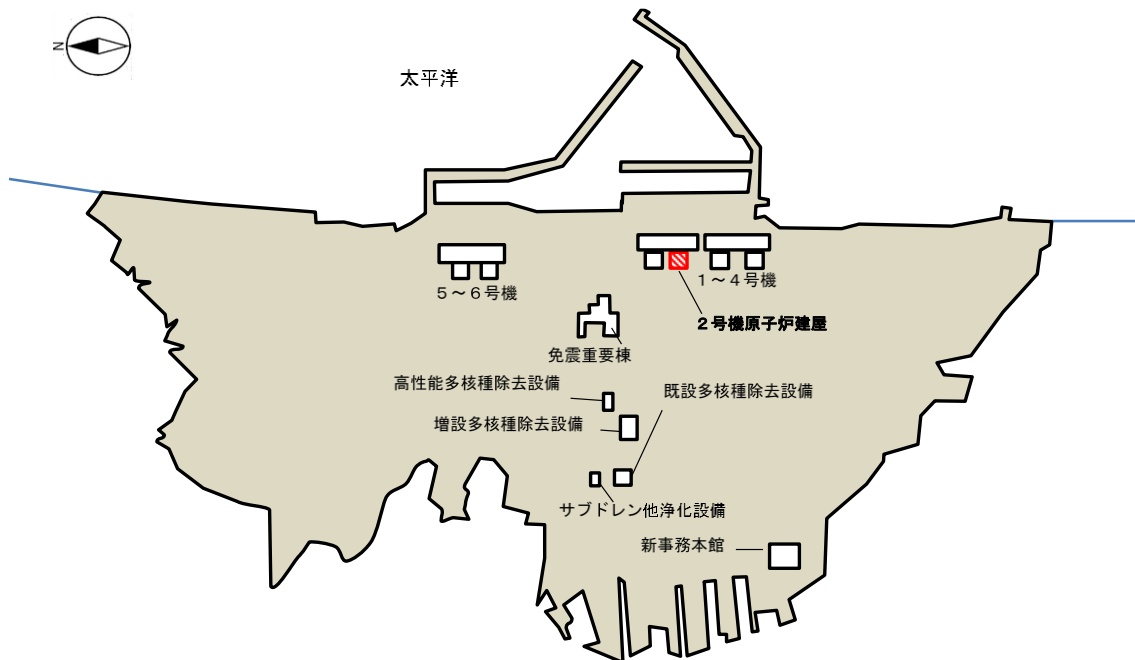 N
太平洋
5~6号機
1~4号機
2号機原子炉建屋
免震重要棟
高性能多核種除去設備
既設多核種除去設備
増設多核種除去設備
サブドレン他浄化設備
新事務本館